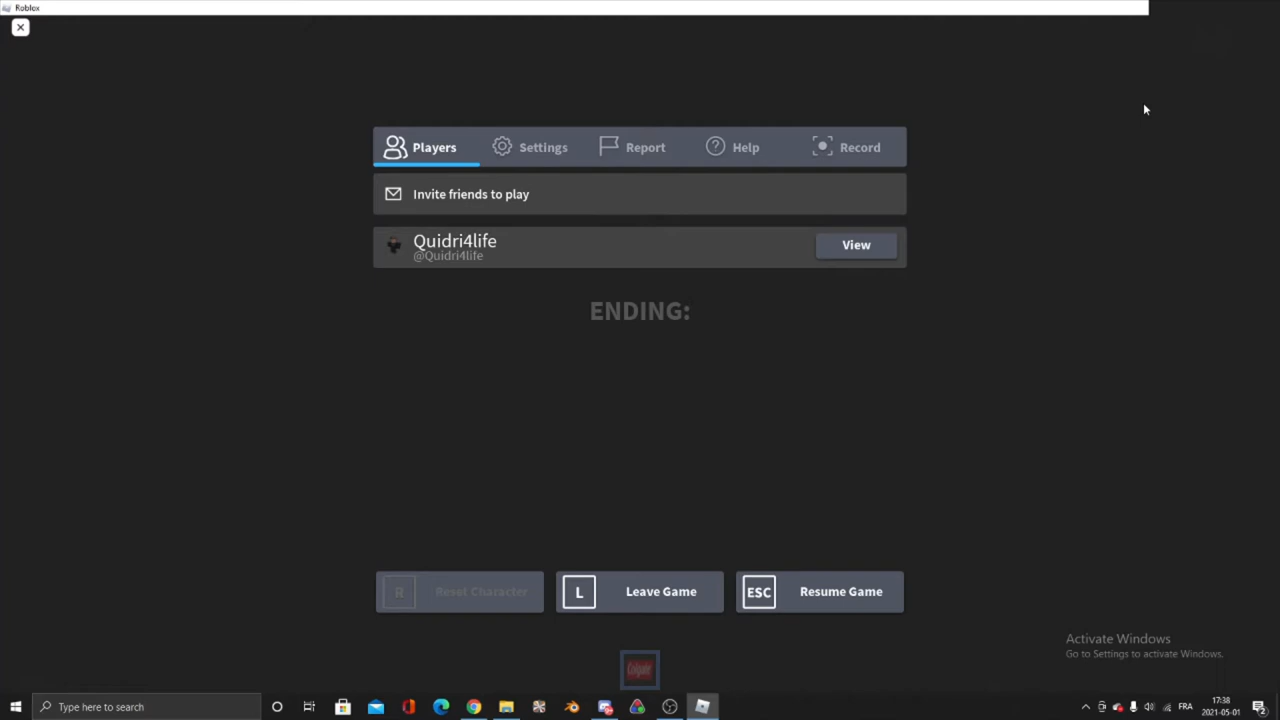 Roblox
Players
Settings
Report
Help
Record
Invite friends to play
Quidri4life
@Quidri4life
View
ENDING:
R Reset Character
L Leave Game
ESC Resume Game
Colgate
Activate Windows
Go to Settings to activate Windows.
Type here to search
FRA
17:38
2021-05-01
2